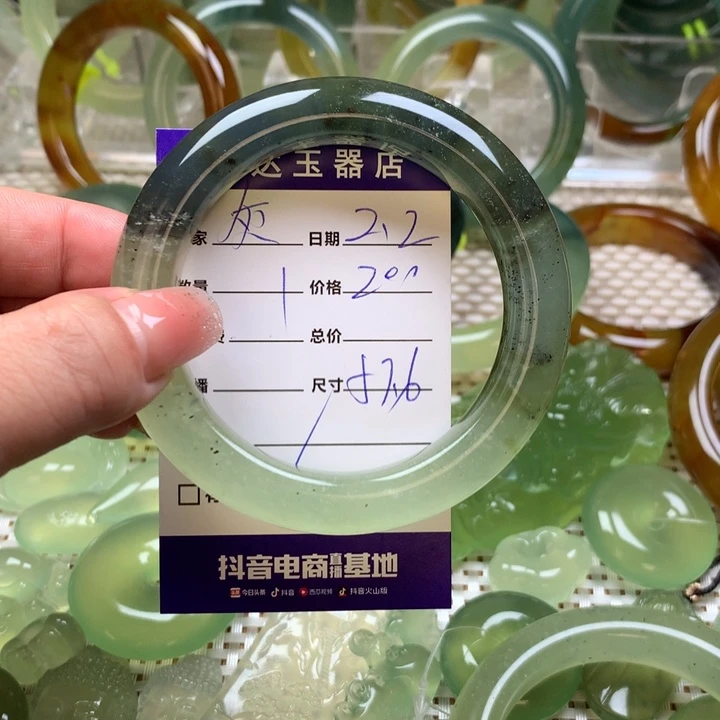 达玉器店
家 灰 日期 2.2
数量 1 价格 200
费 总价
播 尺寸 57.6
抖音电商直播基地
今日头条 抖音 西瓜视频 抖音火山版